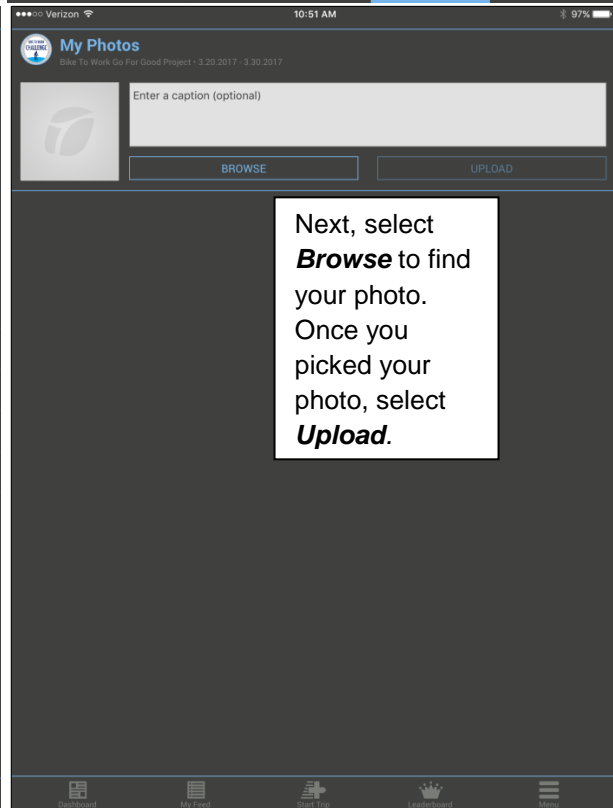 Verizon 10:51 AM 97%
My Photos
Bike To Work Go For Good Project • 3.20.2017 - 3.30.2017
Enter a caption (optional)
BROWSE UPLOAD
Next, select
Browse to find
your photo.
Once you
picked your
photo, select
Upload.
Dashboard My Feed Start Trip Leaderboard Menu